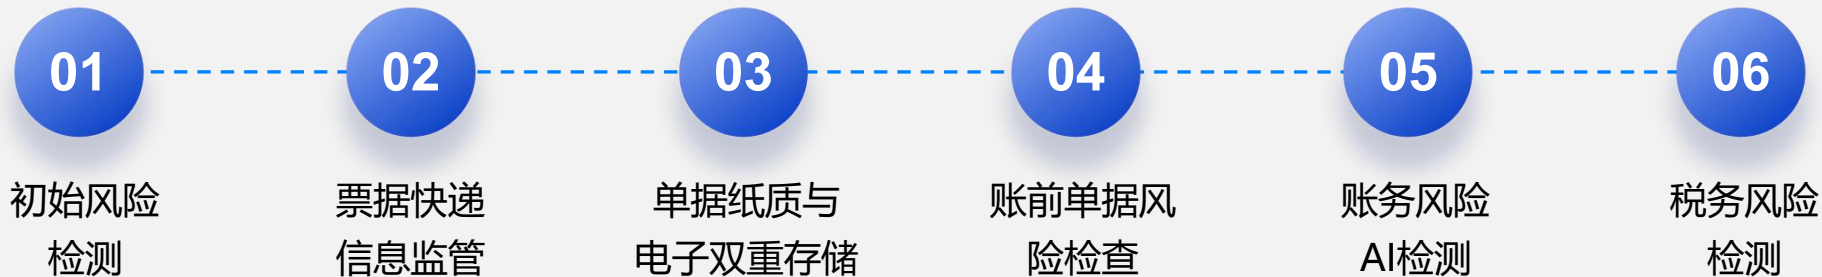 01
初始风险
检测
02
票据快递
信息监管
03
单据纸质与
电子双重存储
04
账前单据风
险检查
05
账务风险
AI检测
06
税务风险
检测